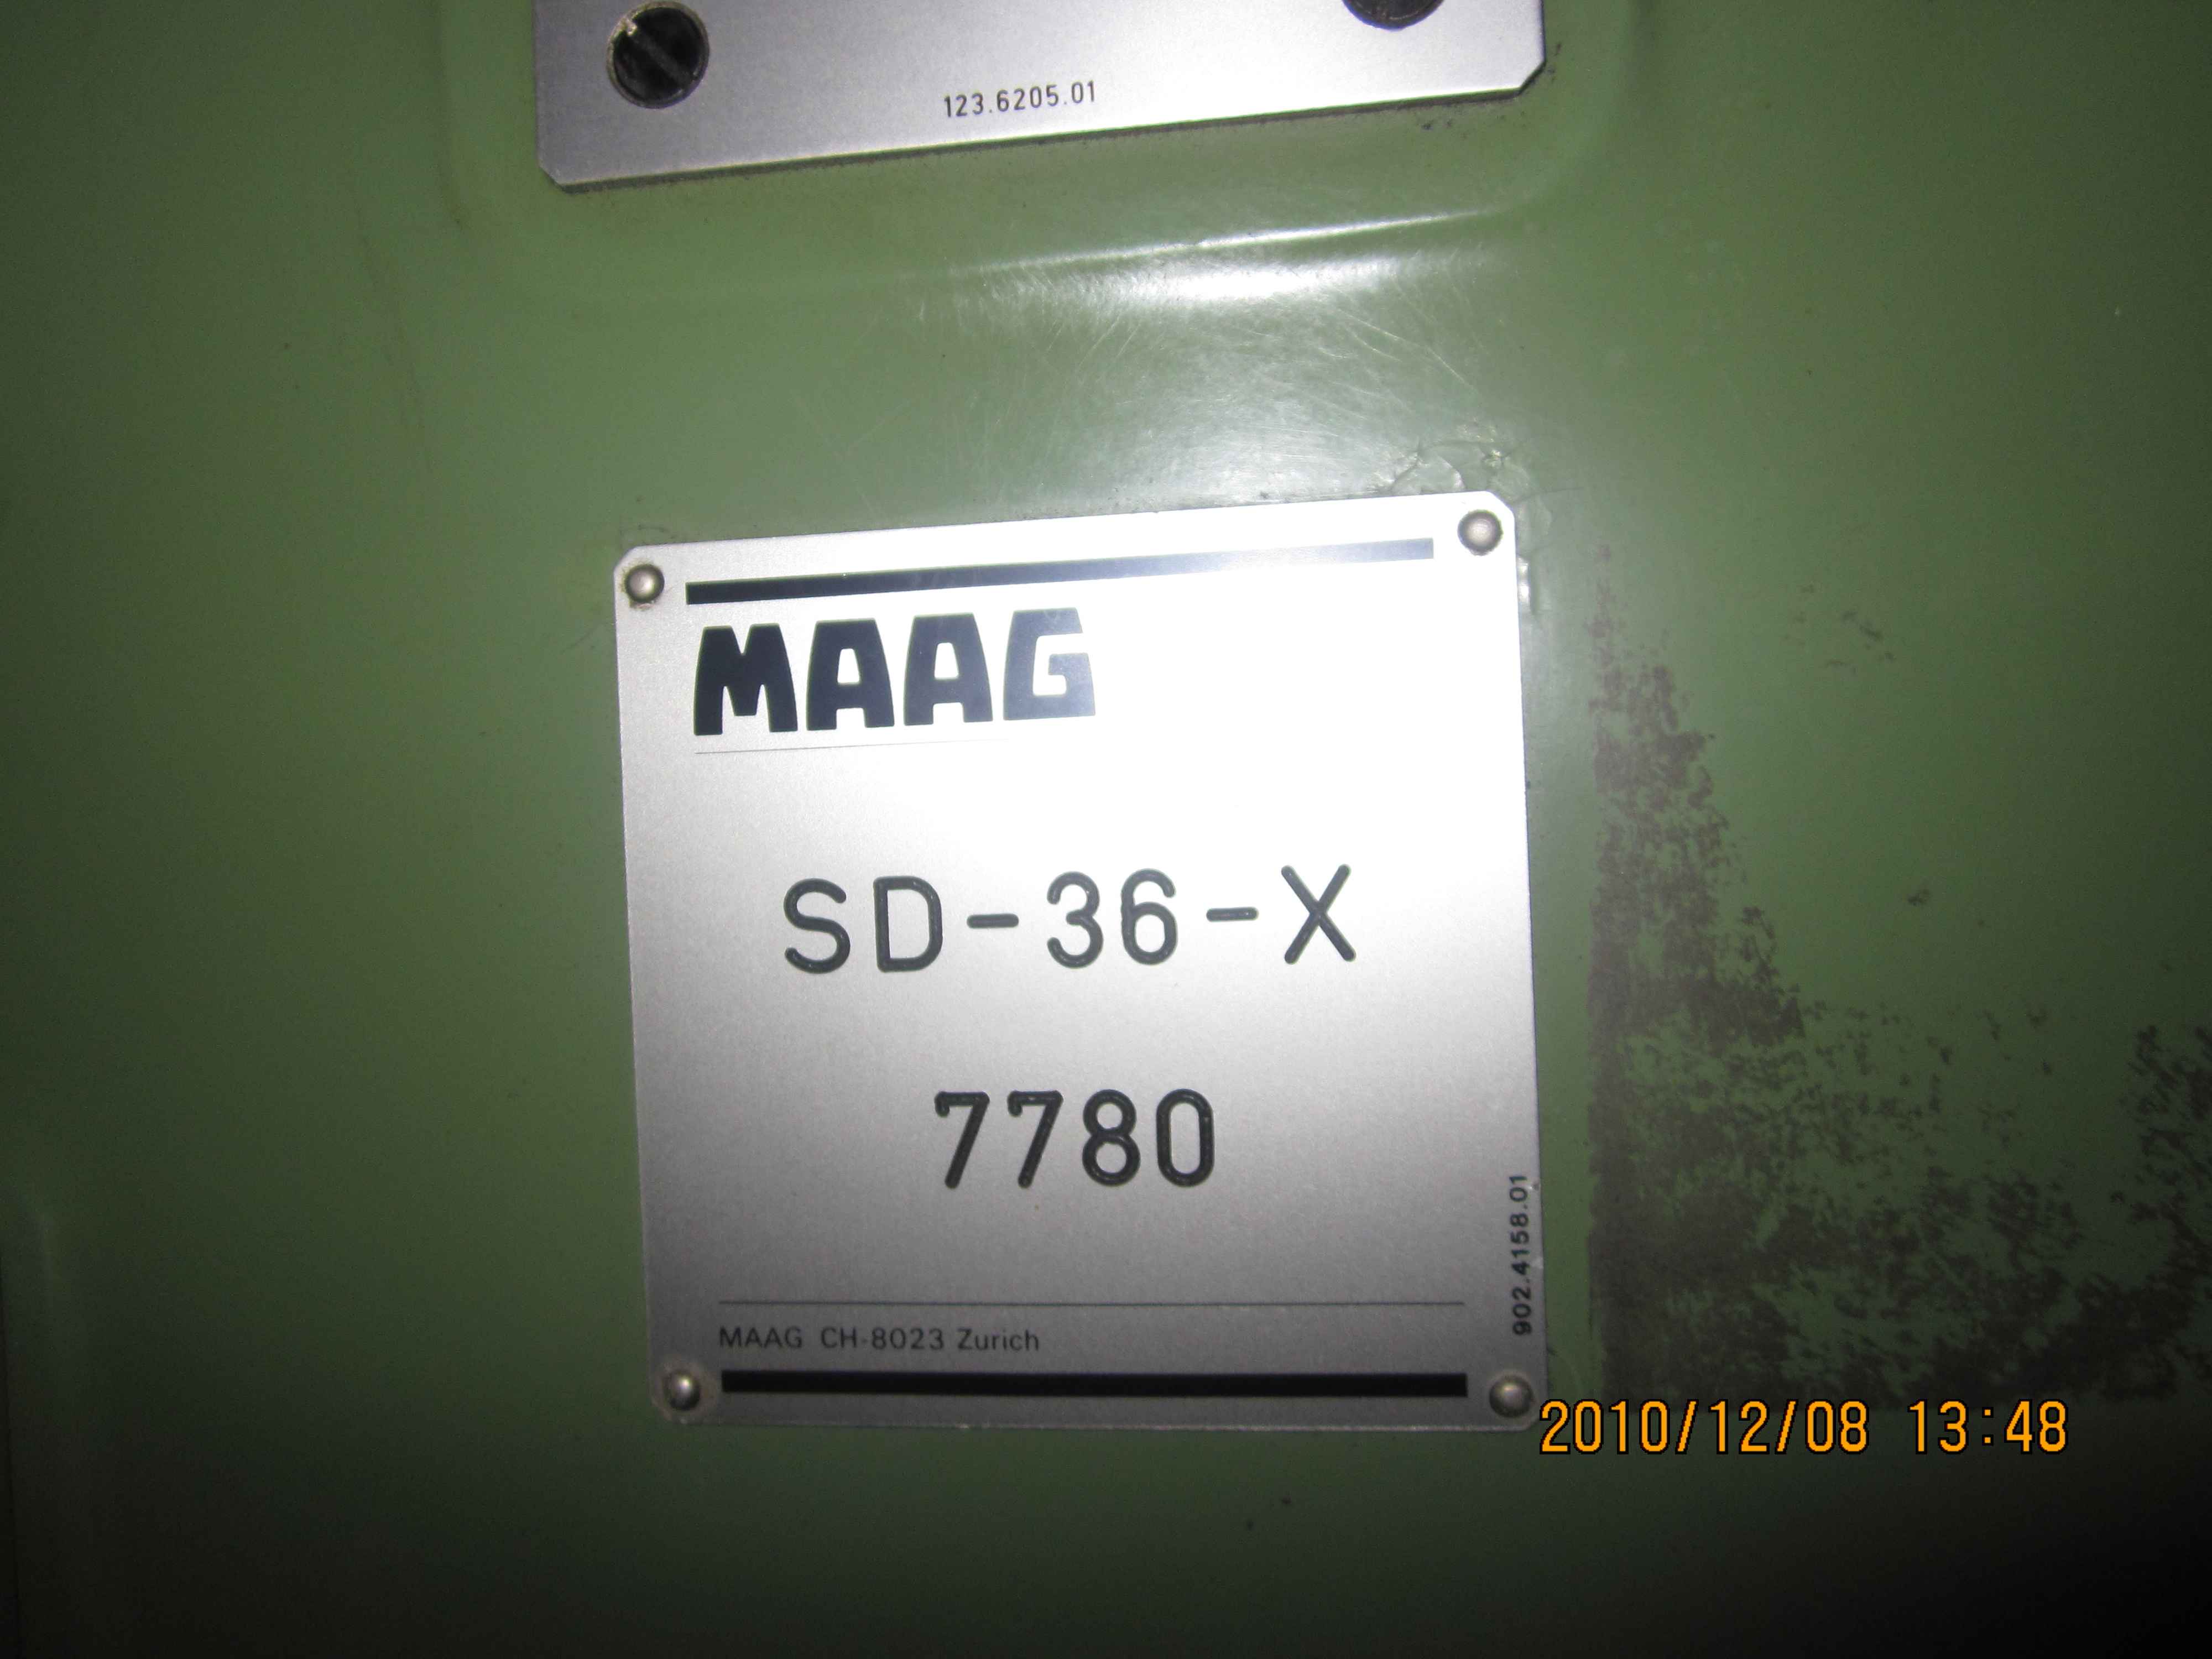 123.6205.01
MAAG
SD-36-X
7780
902.4158.01
MAAG CH-8023 Zurich
2010/12/08 13:48